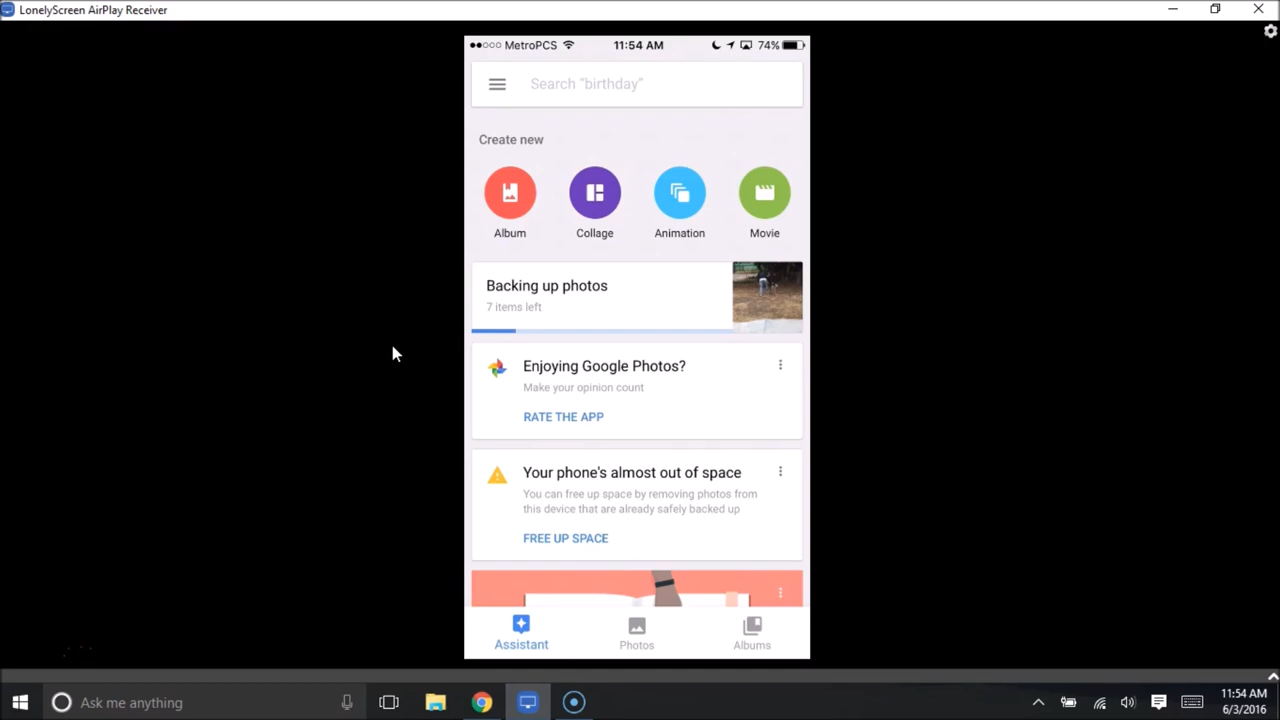 LonelyScreen AirPlay Receiver
MetroPCS 11:54 AM 74%
Search "birthday"
Create new
Album Collage Animation Movie
Backing up photos
7 items left
Enjoying Google Photos?
Make your opinion count
RATE THE APP
Your phone's almost out of space
You can free up space by removing photos from
this device that are already safely backed up
FREE UP SPACE
Assistant Photos Albums
Ask me anything
11:54 AM
6/3/2016